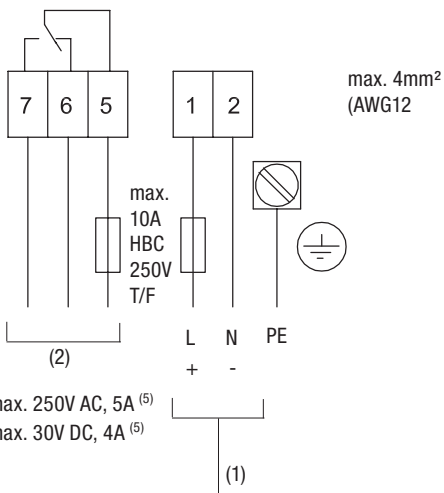 7 6 5 1 2
max. 4mm²
(AWG12
max.
10A
HBC
250V
T/F
L N PE
+ -
(2)
max. 250V AC, 5A (5)
max. 30V DC, 4A (5)
(1)